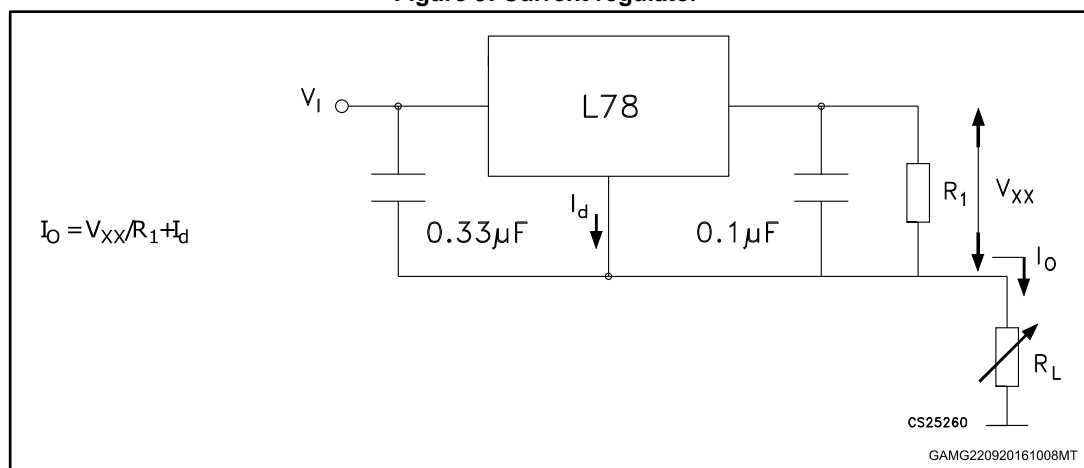 Figure 9. Current regulator
V_I
L78
I_d
0.33µF
0.1µF
R_1
V_XX
I_O = V_XX/R_1+I_d
I_O
R_L
CS25260
GAMG220920161008MT